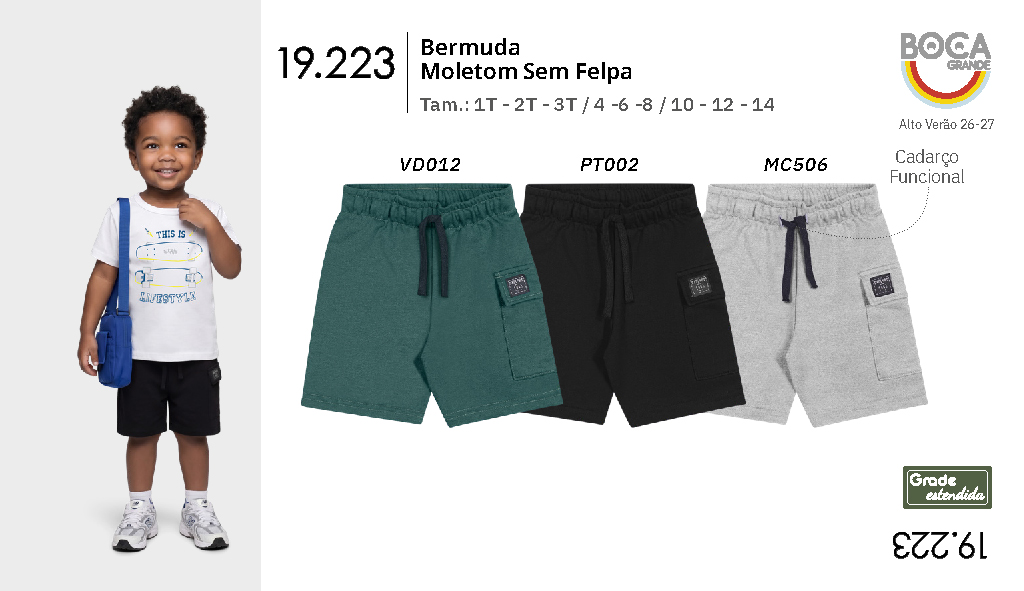 19.223
Bermuda
Moletom Sem Felpa
Tam.: 1T - 2T - 3T / 4 -6 -8 / 10 - 12 - 14
BOCA
GRANDE
Alto Verão 26-27
VD012
PT002
MC506
Cadarço
Funcional
THIS IS
LIFESTYLE
Grade
estendida
19.223